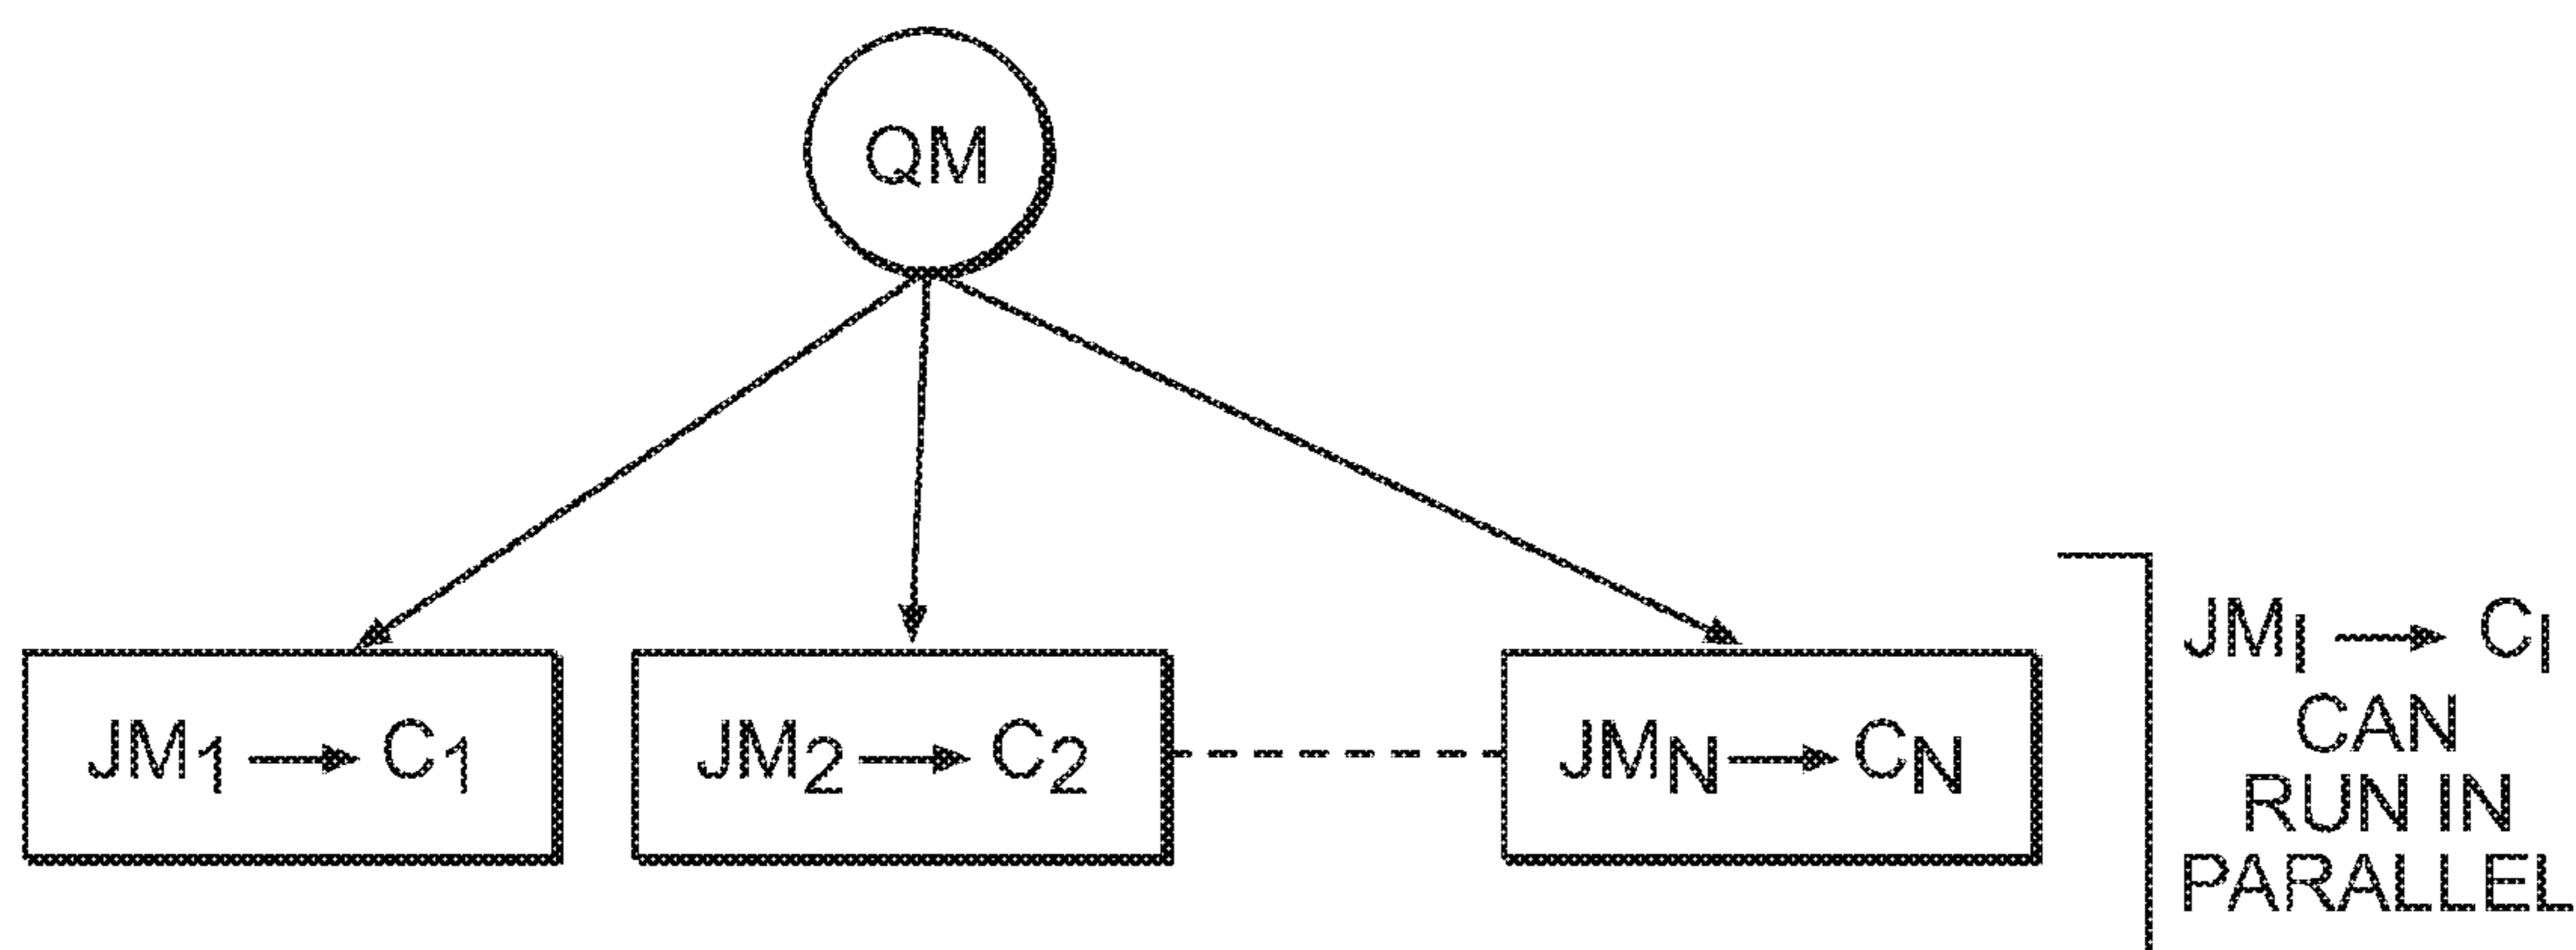 QM
JM₁ → C₁
JM₂ → C₂
JMN → CN
JMI → CI
CAN
RUN IN
PARALLEL